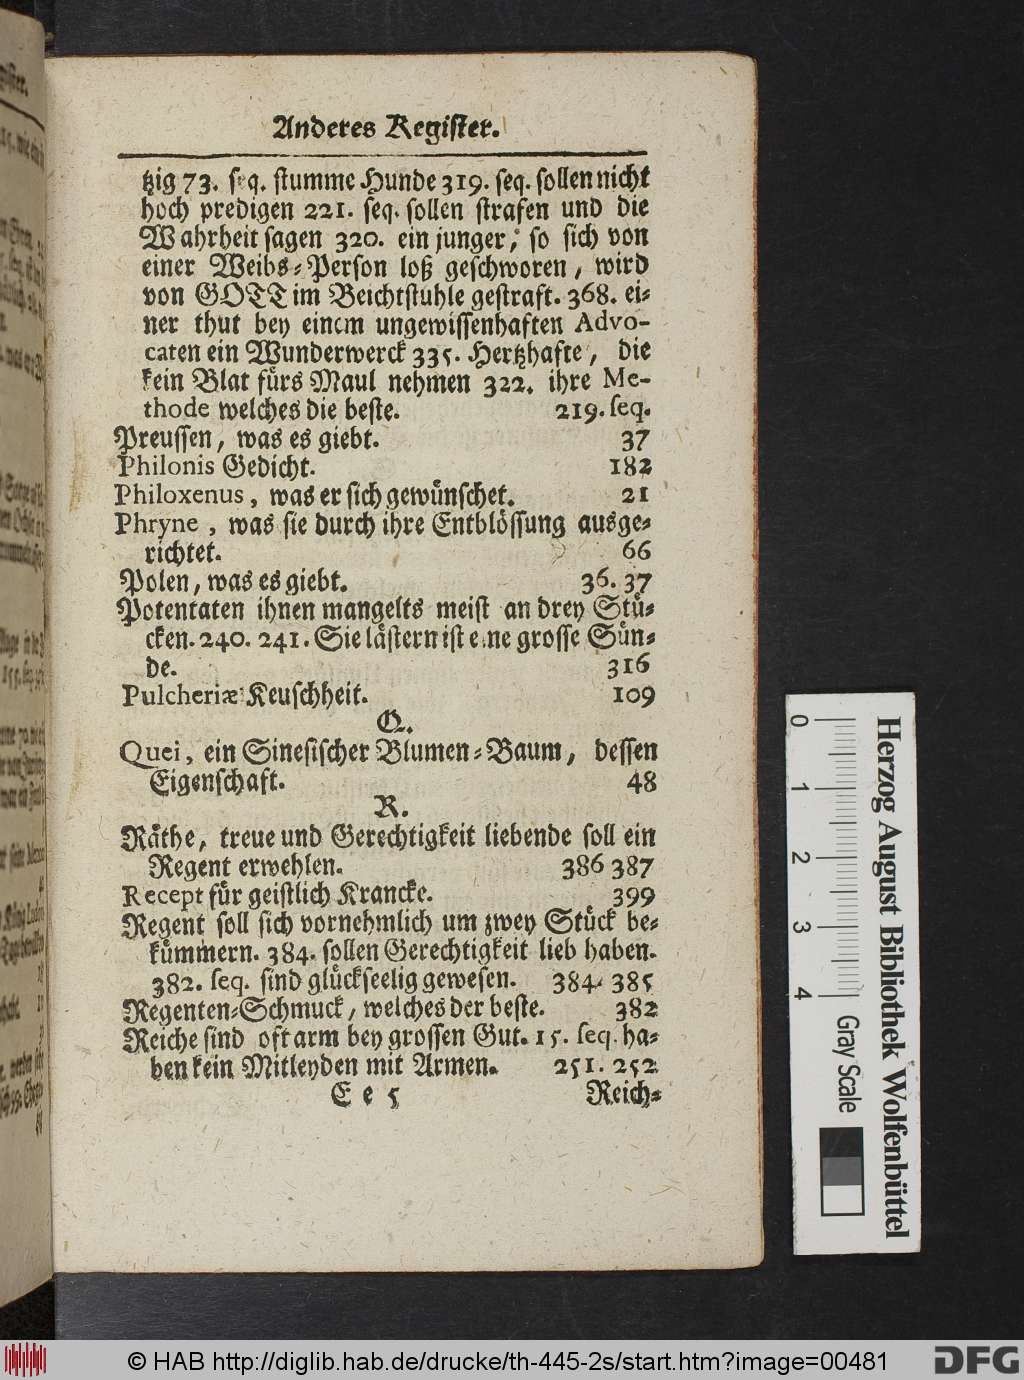 Anderes Register.
tzig 73. seq. stumme Hunde 319. seq. sollen nicht
hoch predigen 221. seq. sollen strafen und die
Wahrheit sagen 320. ein junger, so sich von
einer Weibs-Person loß geschworen, wird
von GOTT im Beichtstuhle gestraft. 368. ei-
ner thut bey einem ungewissenhaften Advo-
caten ein Wunderwerck 335. Hertzhafte, die
kein Blat fürs Maul nehmen 322. ihre Me-
thode welches die beste. 219. seq.
Preussen, was es giebt. 37
Philonis Gedicht. 182
Philoxenus, was er sich gewünschet. 21
Phryne, was sie durch ihre Entblössung ausge-
richtet. 66
Polen, was es giebt. 36. 37
Potentaten ihnen mangelts meist an drey Stü-
cken. 240. 241. Sie lästern ist eine grosse Sün-
de. 316
Pulcheriæ Keuschheit. 109
Q.
Quei, ein Sinesischer Blumen-Baum, dessen
Eigenschaft. 48
R.
Räthe, treue und Gerechtigkeit liebende soll ein
Regent erwehlen. 386 387
Recept für geistlich Krancke. 399
Regent soll sich vornehmlich um zwey Stück be-
kümmern. 384. sollen Gerechtigkeit lieb haben.
382. seq. sind glückseelig gewesen. 384. 385
Regenten-Schmuck, welches der beste. 382
Reiche sind oft arm bey grossen Gut. 15. seq. ha-
ben kein Mitleyden mit Armen. 251. 252
E e 5 Reich-
0 1 2 3 4
Gray Scale
Herzog August Bibliothek Wolfenbüttel
© HAB http://diglib.hab.de/drucke/th-445-2s/start.htm?image=00481
DFG